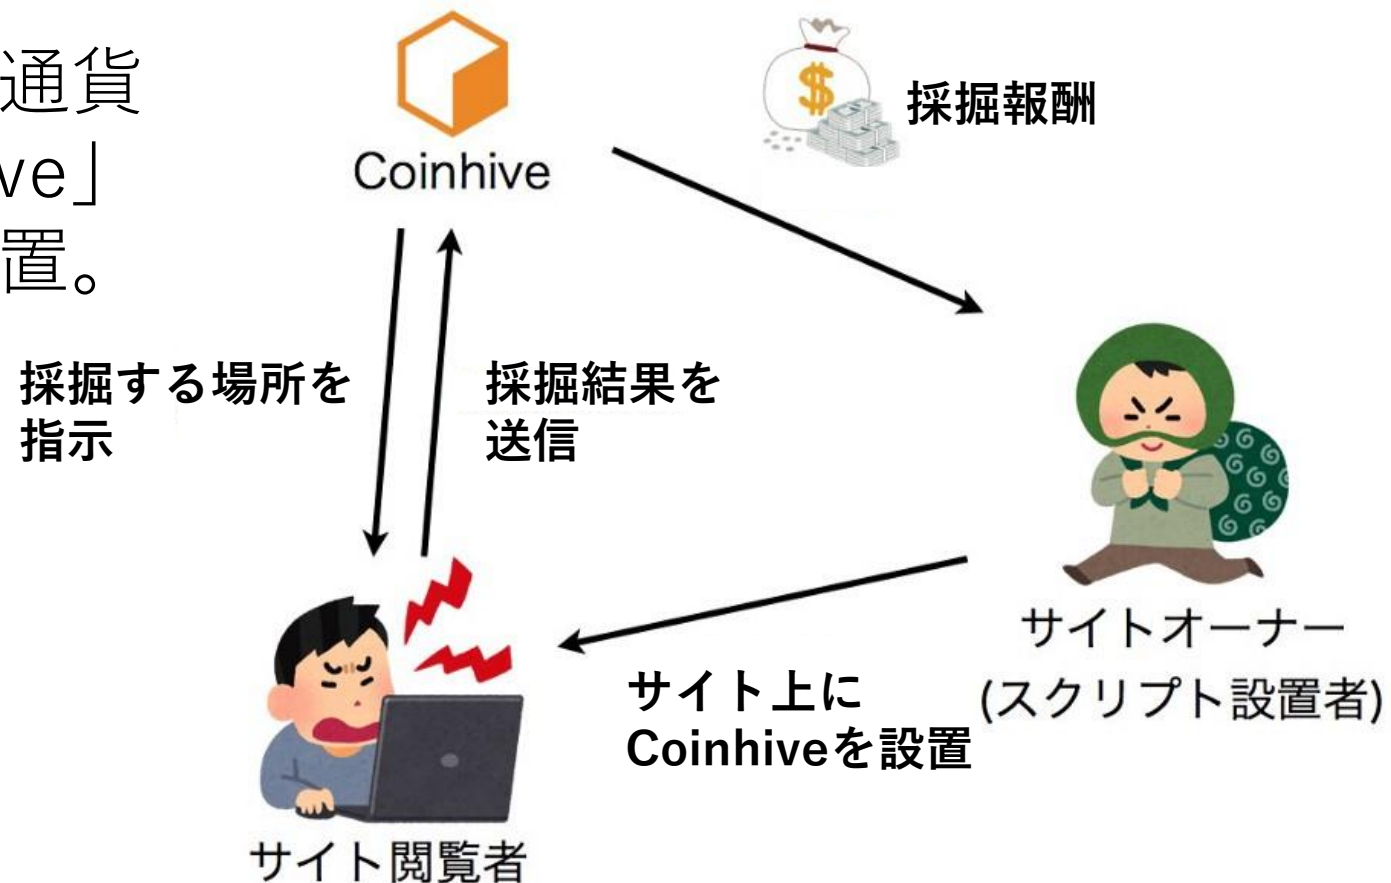 通貨
ve」
置。
Coinhive
採掘報酬
採掘する場所を
指示
採掘結果を
送信
サイトオーナー
(スクリプト設置者)
サイト上に
Coinhiveを設置
サイト閲覧者